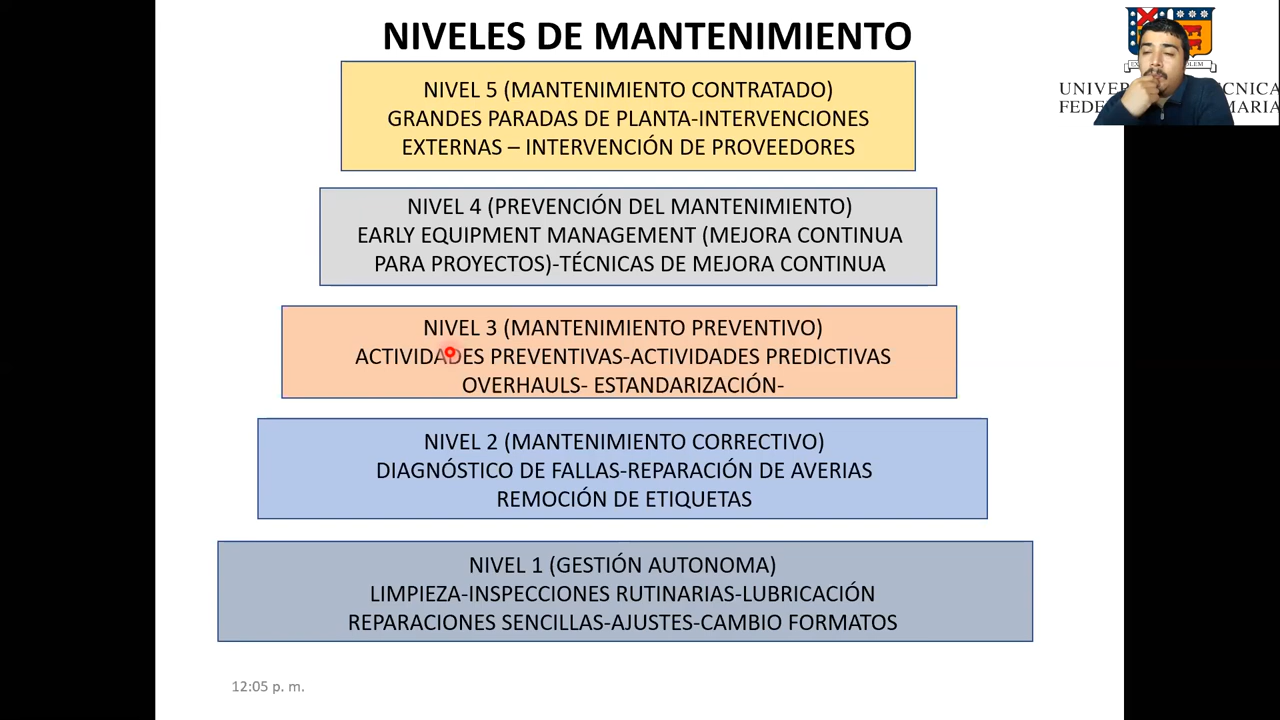 NIVELES DE MANTENIMIENTO
NIVEL 5 (MANTENIMIENTO CONTRATADO)
GRANDES PARADAS DE PLANTA-INTERVENCIONES
EXTERNAS – INTERVENCIÓN DE PROVEEDORES
NIVEL 4 (PREVENCIÓN DEL MANTENIMIENTO)
EARLY EQUIPMENT MANAGEMENT (MEJORA CONTINUA
PARA PROYECTOS)-TÉCNICAS DE MEJORA CONTINUA
NIVEL 3 (MANTENIMIENTO PREVENTIVO)
ACTIVIDADES PREVENTIVAS-ACTIVIDADES PREDICTIVAS
OVERHAULS- ESTANDARIZACIÓN-
NIVEL 2 (MANTENIMIENTO CORRECTIVO)
DIAGNÓSTICO DE FALLAS-REPARACIÓN DE AVERIAS
REMOCIÓN DE ETIQUETAS
NIVEL 1 (GESTIÓN AUTONOMA)
LIMPIEZA-INSPECCIONES RUTINARIAS-LUBRICACIÓN
REPARACIONES SENCILLAS-AJUSTES-CAMBIO FORMATOS
12:05 p. m.